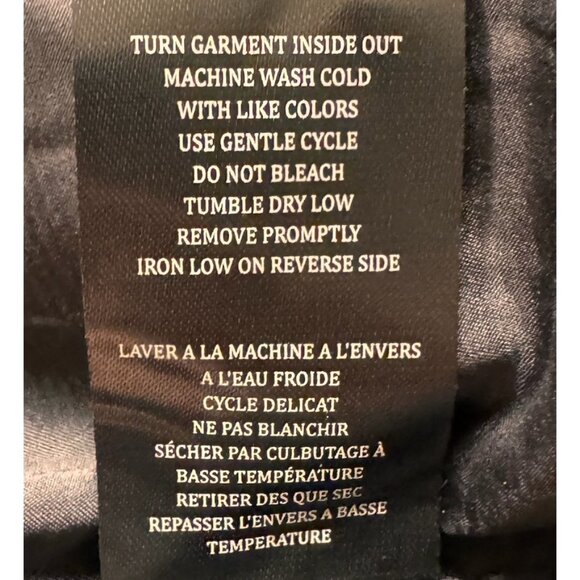 TURN GARMENT INSIDE OUT
MACHINE WASH COLD
WITH LIKE COLORS
USE GENTLE CYCLE
DO NOT BLEACH
TUMBLE DRY LOW
REMOVE PROMPTLY
IRON LOW ON REVERSE SIDE
LAVER A LA MACHINE A L'ENVERS
A L'EAU FROIDE
CYCLE DELICAT
NE PAS BLANCHIR
SÉCHER PAR CULBUTAGE À
BASSE TEMPÉRATURE
RETIRER DES QUE SEC
REPASSER L'ENVERS A BASSE
TEMPERATURE